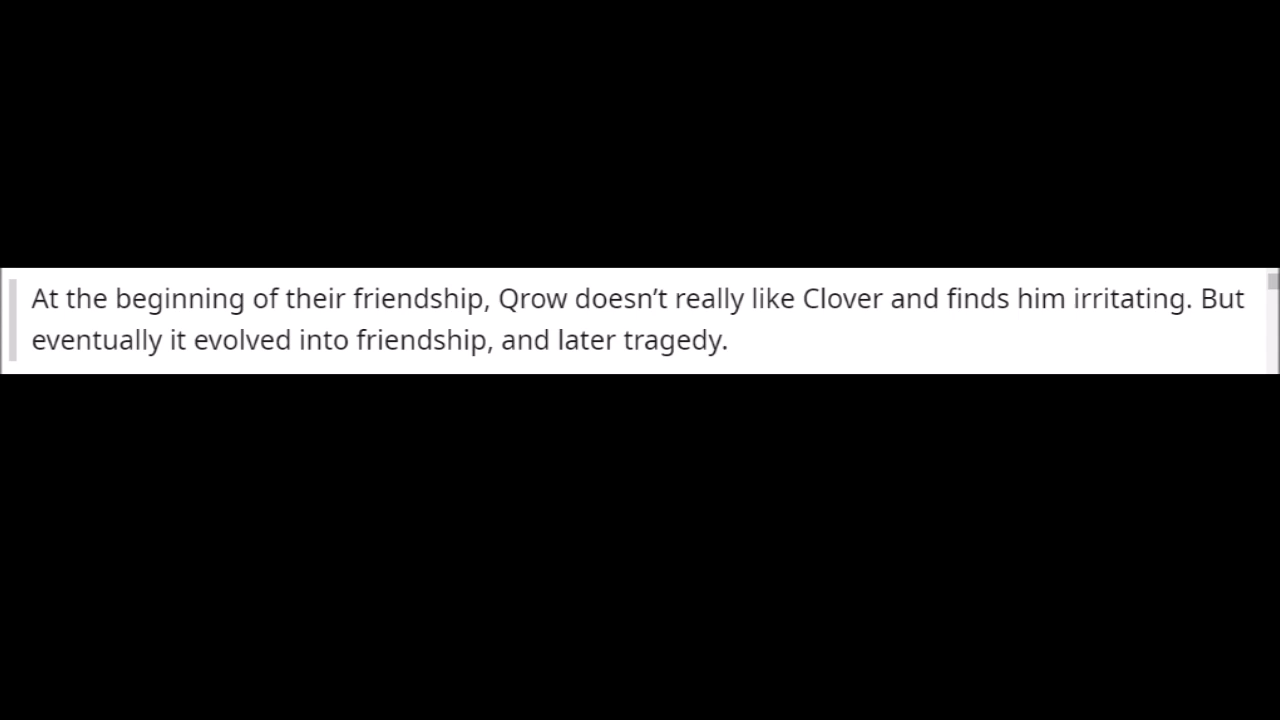 At the beginning of their friendship, Qrow doesn’t really like Clover and finds him irritating. But
eventually it evolved into friendship, and later tragedy.